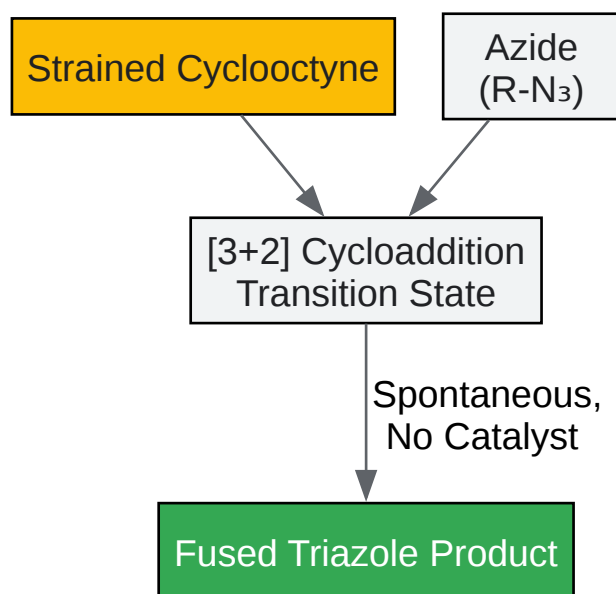 Strained Cyclooctyne
Azide
(R-N₃)
[3+2] Cycloaddition
Transition State
Spontaneous,
No Catalyst
Fused Triazole Product